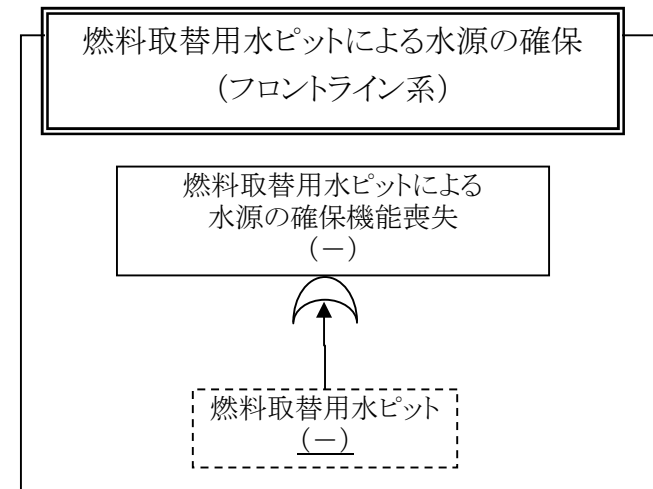 燃料取替用水ピットによる水源の確保
（フロントライン系）
燃料取替用水ピットによる
水源の確保機能喪失
（－）
燃料取替用水ピット
（－）